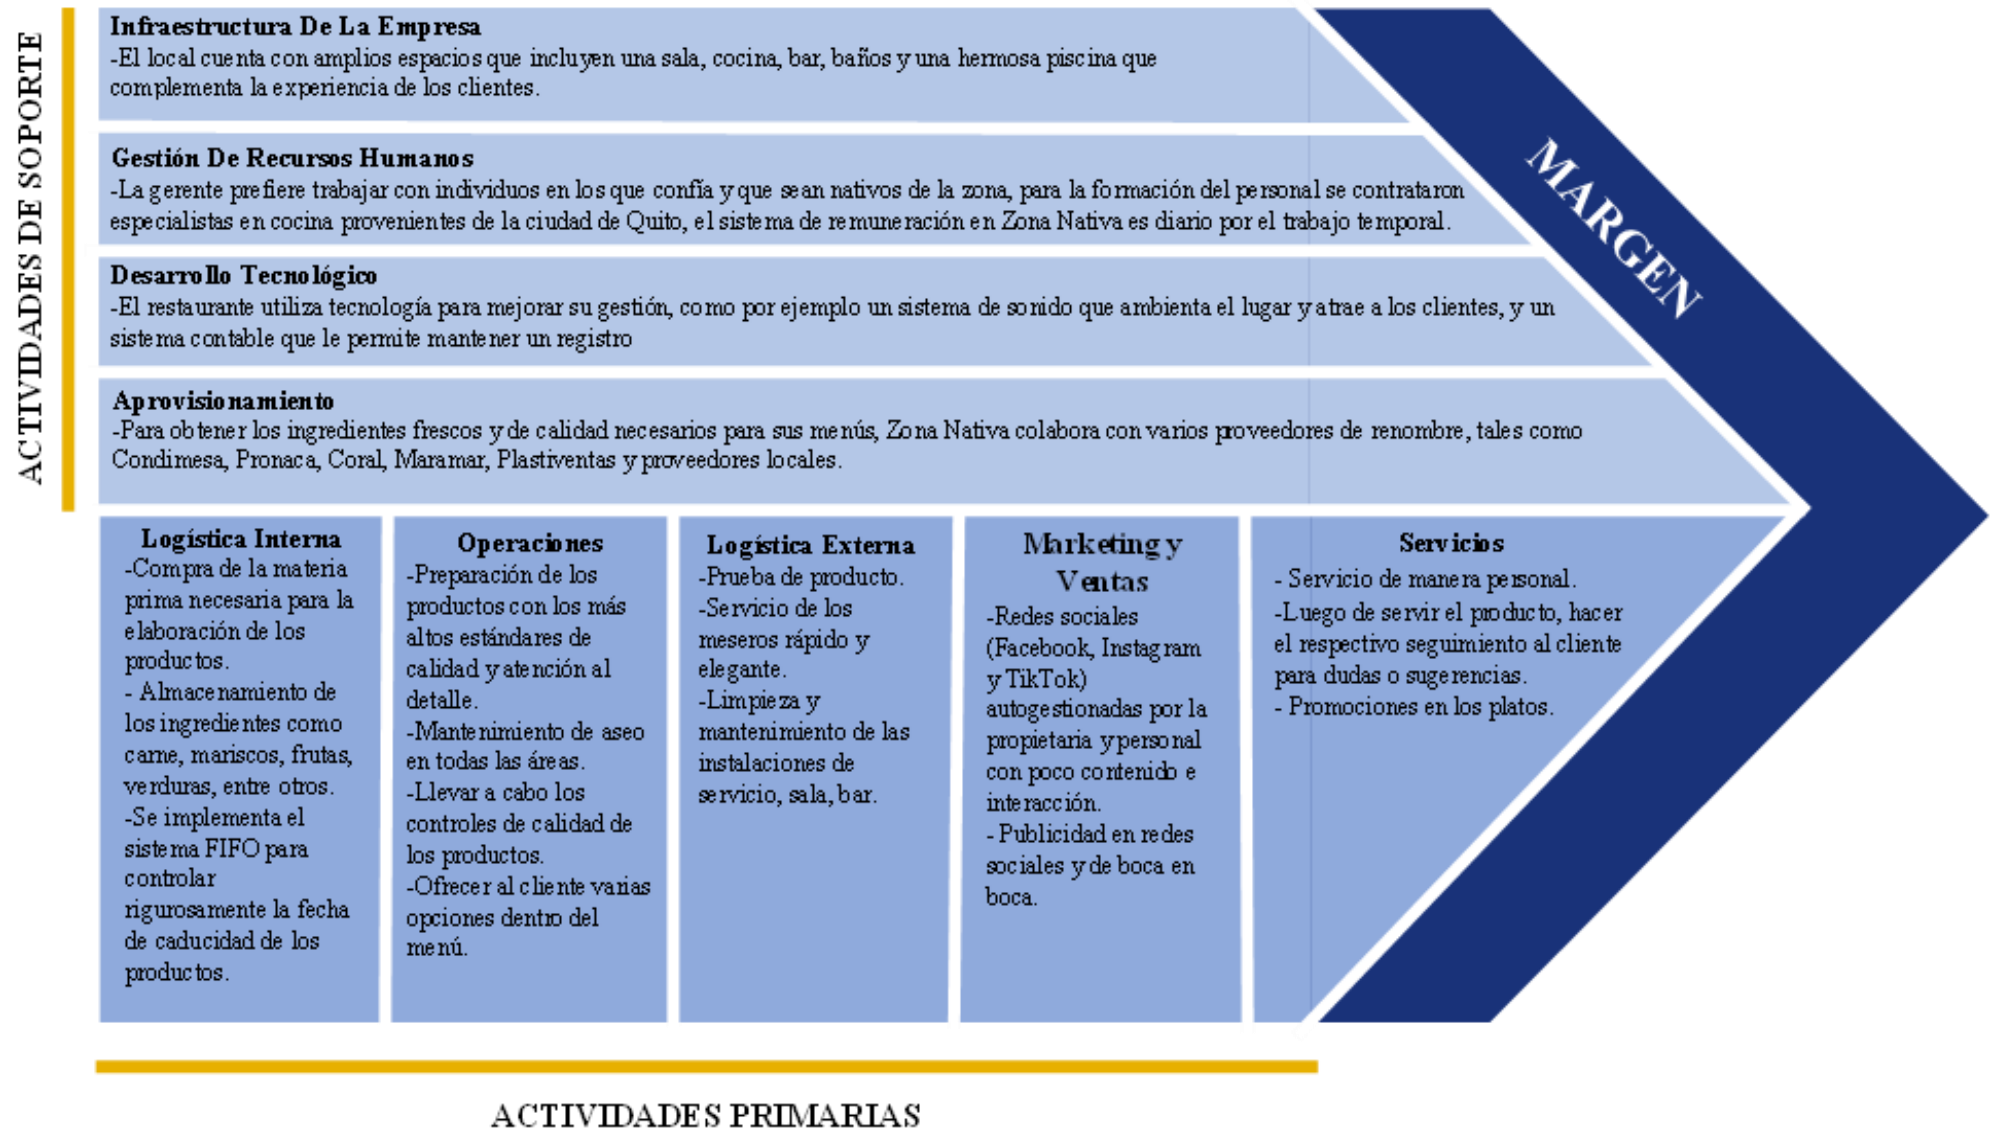 ACTIVIDADES DE SOPORTE
Infraestructura De La Empresa
-El local cuenta con amplios espacios que incluyen una sala, cocina, bar, baños y una hermosa piscina que
complementa la experiencia de los clientes.
Gestión De Recursos Humanos
-La gerente prefiere trabajar con individuos en los que confía y que sean nativos de la zona, para la formación del personal se contrataron
especialistas en cocina provenientes de la ciudad de Quito, el sistema de remuneración en Zona Nativa es diario por el trabajo temporal.
Desarrollo Tecnológico
-El restaurante utiliza tecnología para mejorar su gestión, como por ejemplo un sistema de sonido que ambienta el lugar y atrae a los clientes, y un
sistema contable que le permite mantener un registro
Aprovisionamiento
-Para obtener los ingredientes frescos y de calidad necesarios para sus menús, Zona Nativa colabora con varios proveedores de renombre, tales como
Condimesa, Pronaca, Coral, Maramar, Plastiventas y proveedores locales.
MARGEN
Logística Interna
-Compra de la materia
prima necesaria para la
elaboración de los
productos.
- Almacenamiento de
los ingredientes como
carne, mariscos, frutas,
verduras, entre otros.
-Se implementa el
sistema FIFO para
controlar
rigurosamente la fecha
de caducidad de los
productos.
Operaciones
-Preparación de los
productos con los más
altos estándares de
calidad y atención al
detalle.
-Mantenimiento de aseo
en todas las áreas.
-Llevar a cabo los
controles de calidad de
los productos.
-Ofrecer al cliente varias
opciones dentro del
menú.
Logística Externa
-Prueba de producto.
-Servicio de los
meseros rápido y
elegante.
-Limpieza y
mantenimiento de las
instalaciones de
servicio, sala, bar.
Marketing y
Ventas
-Redes sociales
(Facebook, Instagram
y TikTok)
autogestionadas por la
propietaria y personal
con poco contenido e
interacción.
- Publicidad en redes
sociales y de boca en
boca.
Servicios
- Servicio de manera personal.
-Luego de servir el producto, hacer
el respectivo seguimiento al cliente
para dudas o sugerencias.
- Promociones en los platos.
ACTIVIDADES PRIMARIAS